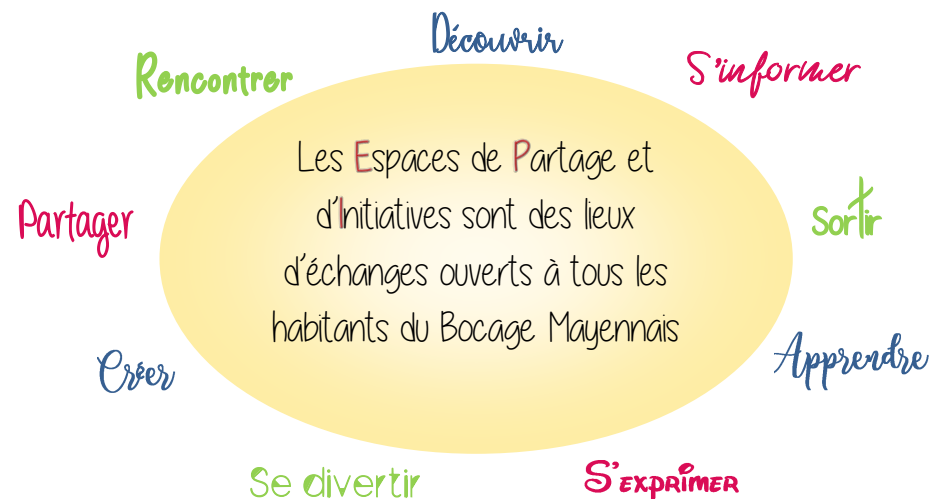 Découvrir
Rencontrer
S'informer
Les Espaces de Partage et
d'Initiatives sont des lieux
d'échanges ouverts à tous les
habitants du Bocage Mayennais
Partager
Sortir
Créer
Apprendre
Se divertir
S'exprimer